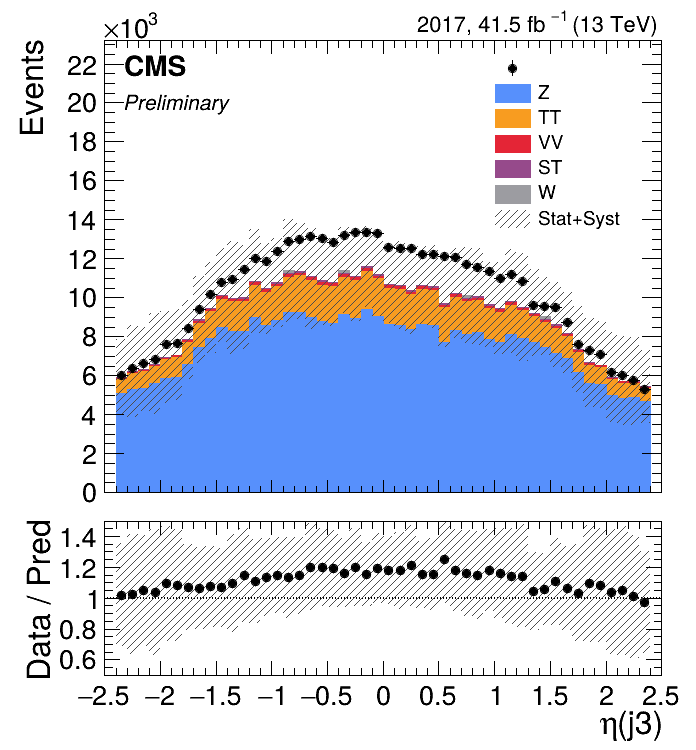 ×10³
2017, 41.5 fb⁻¹ (13 TeV)
Events
CMS
Preliminary
Z
TT
VV
ST
W
Stat+Syst
22
20
18
16
14
12
10
8
6
4
2
0
Data / Pred
1.4
1.2
1
0.8
0.6
−2.5 −2 −1.5 −1 −0.5 0 0.5 1 1.5 2 2.5
η(j3)